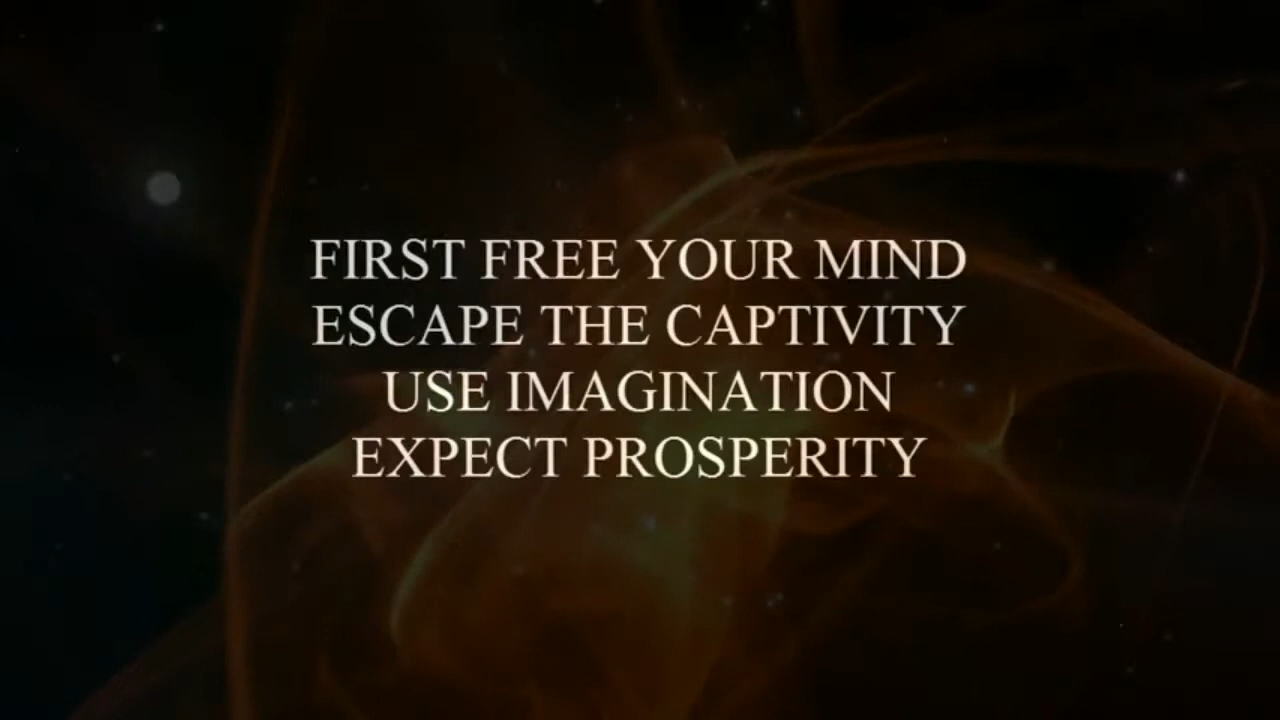 FIRST FREE YOUR MIND
ESCAPE THE CAPTIVITY
USE IMAGINATION
EXPECT PROSPERITY